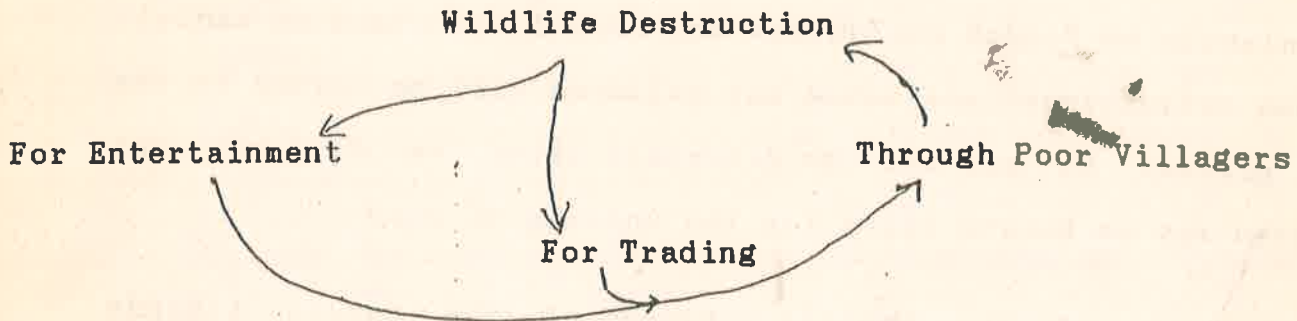 Wildlife Destruction
For Entertainment
Through Poor Villagers
For Trading